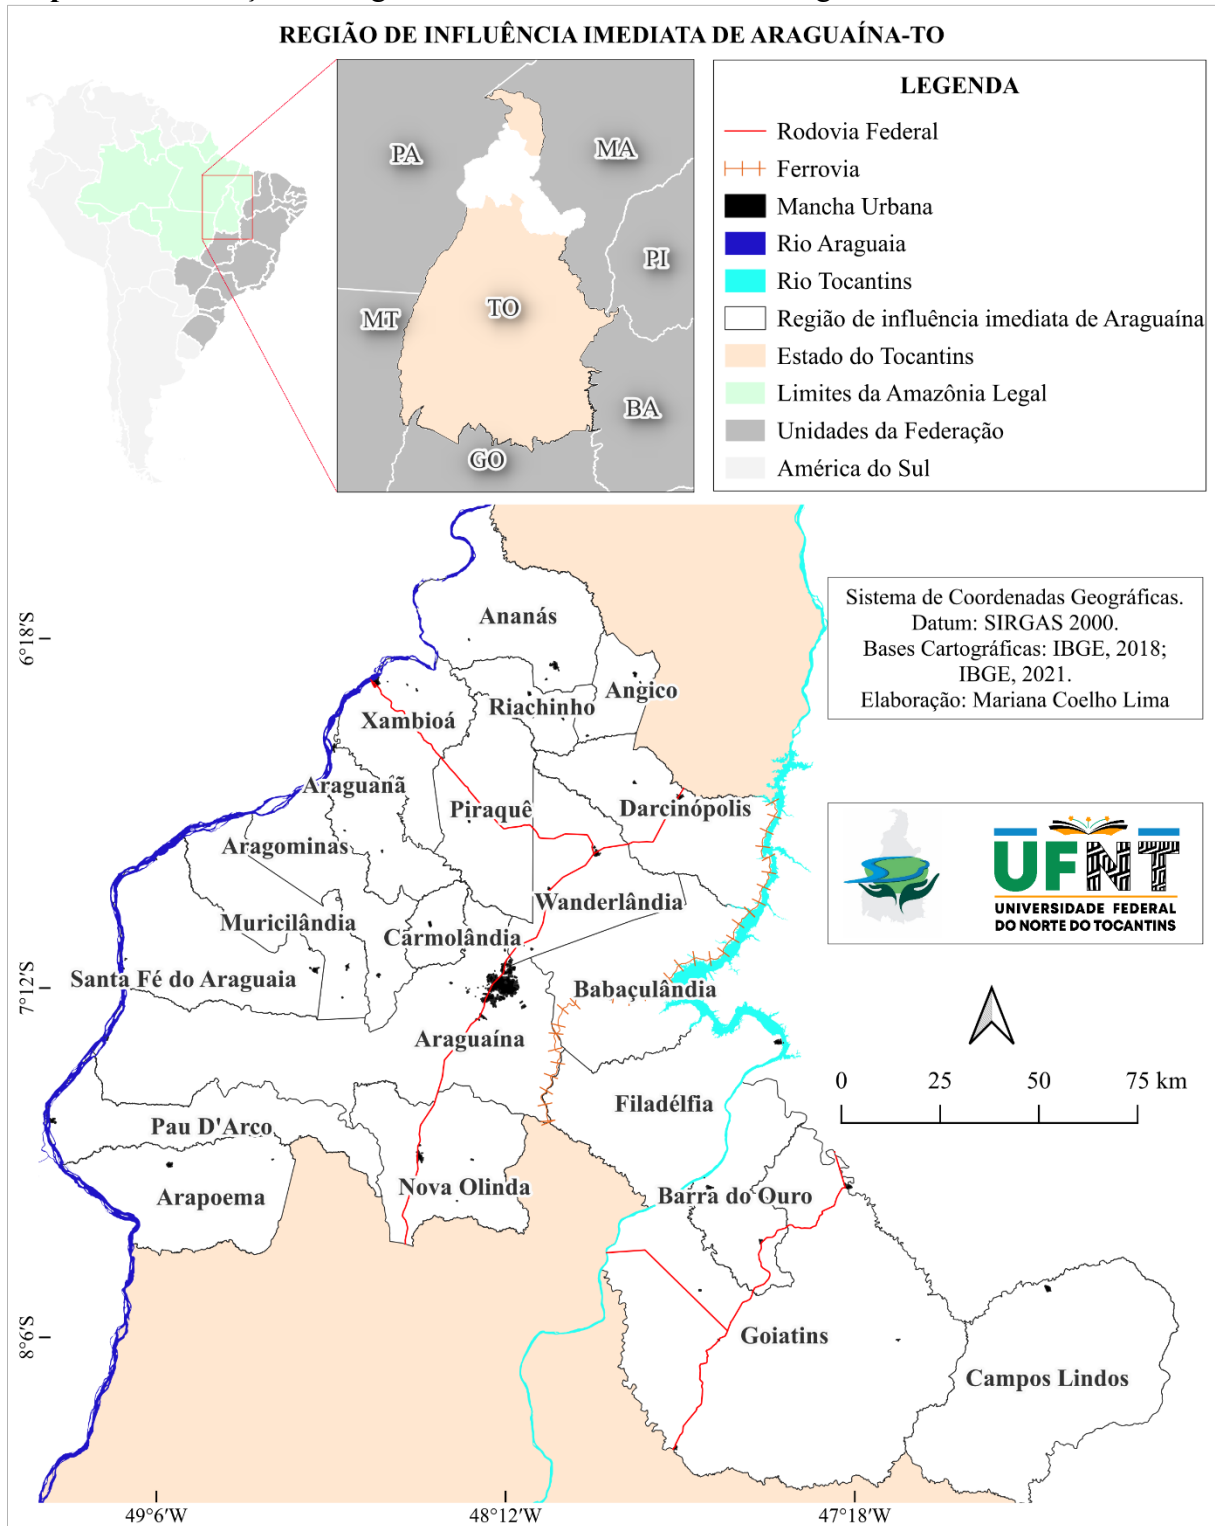 REGIÃO DE INFLUÊNCIA IMEDIATA DE ARAGUAÍNA-TO
PA
MA
PI
TO
MT
BA
GO
LEGENDA
Rodovia Federal
Ferrovia
Mancha Urbana
Rio Araguaia
Rio Tocantins
Região de influência imediata de Araguaína
Estado do Tocantins
Limites da Amazônia Legal
Unidades da Federação
América do Sul
Sistema de Coordenadas Geográficas.
Datum: SIRGAS 2000.
Bases Cartográficas: IBGE, 2018;
IBGE, 2021.
Elaboração: Mariana Coelho Lima
UFNT
UNIVERSIDADE FEDERAL
DO NORTE DO TOCANTINS
0 25 50 75 km
6°18'S
7°12'S
8°6'S
49°6'W
48°12'W
47°18'W
Ananás
Angico
Riachinho
Xambioá
Araguanã
Piraquê
Darcinópolis
Aragominas
Wanderlândia
Muricilândia
Carmolândia
Santa Fé do Araguaia
Babaçulândia
Araguaína
Filadélfia
Pau D'Arco
Nova Olinda
Arapoema
Barra do Ouro
Goiatins
Campos Lindos